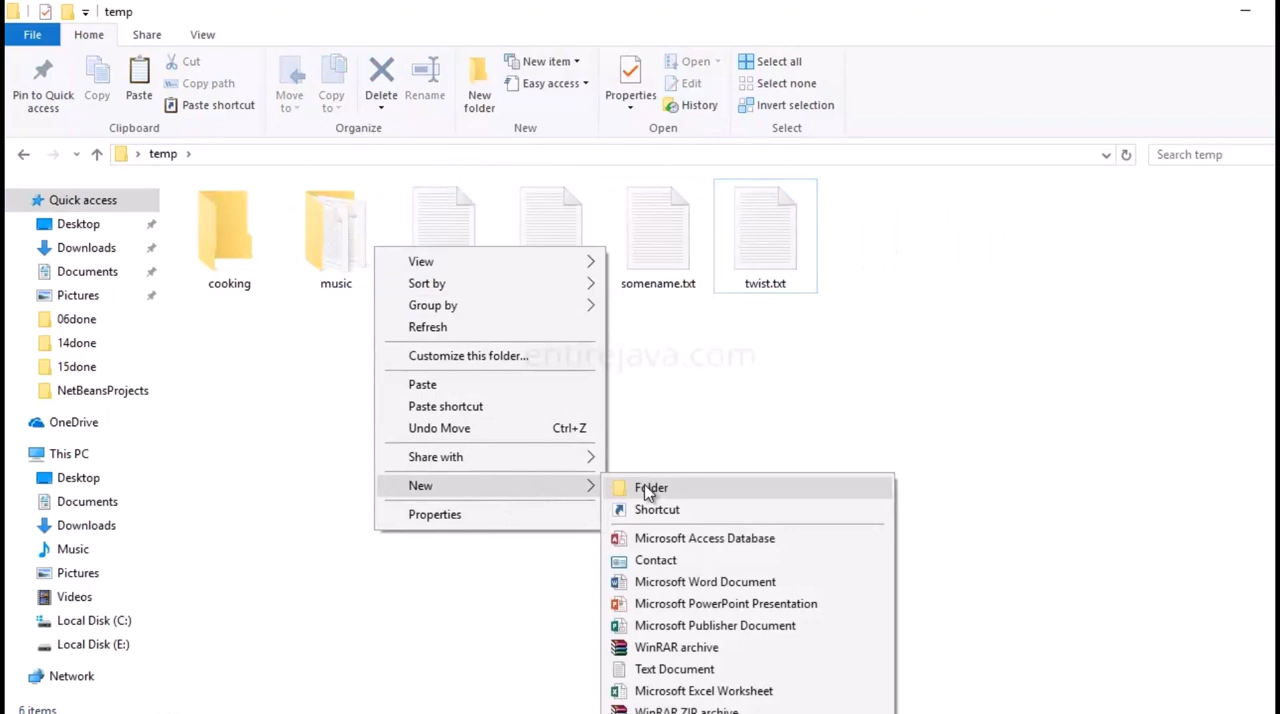 temp
File Home Share View
Cut
Copy path
Paste shortcut
Pin to Quick access
Copy
Paste
Move to
Copy to
Delete
Rename
New folder
New item
Easy access
Properties
Open
Edit
History
Select all
Select none
Invert selection
Clipboard Organize New Open Select
temp
Search temp
Quick access
Desktop
Downloads
Documents
Pictures
06done
14done
15done
NetBeansProjects
OneDrive
This PC
Desktop
Documents
Downloads
Music
Pictures
Videos
Local Disk (C:)
Local Disk (E:)
Network
6 items
cooking
music
somename.txt
twist.txt
View
Sort by
Group by
Refresh
Customize this folder...
Paste
Paste shortcut
Undo Move Ctrl+Z
Share with
New
Properties
entirejava.com
Folder
Shortcut
Microsoft Access Database
Contact
Microsoft Word Document
Microsoft PowerPoint Presentation
Microsoft Publisher Document
WinRAR archive
Text Document
Microsoft Excel Worksheet
WinRAR ZIP archive